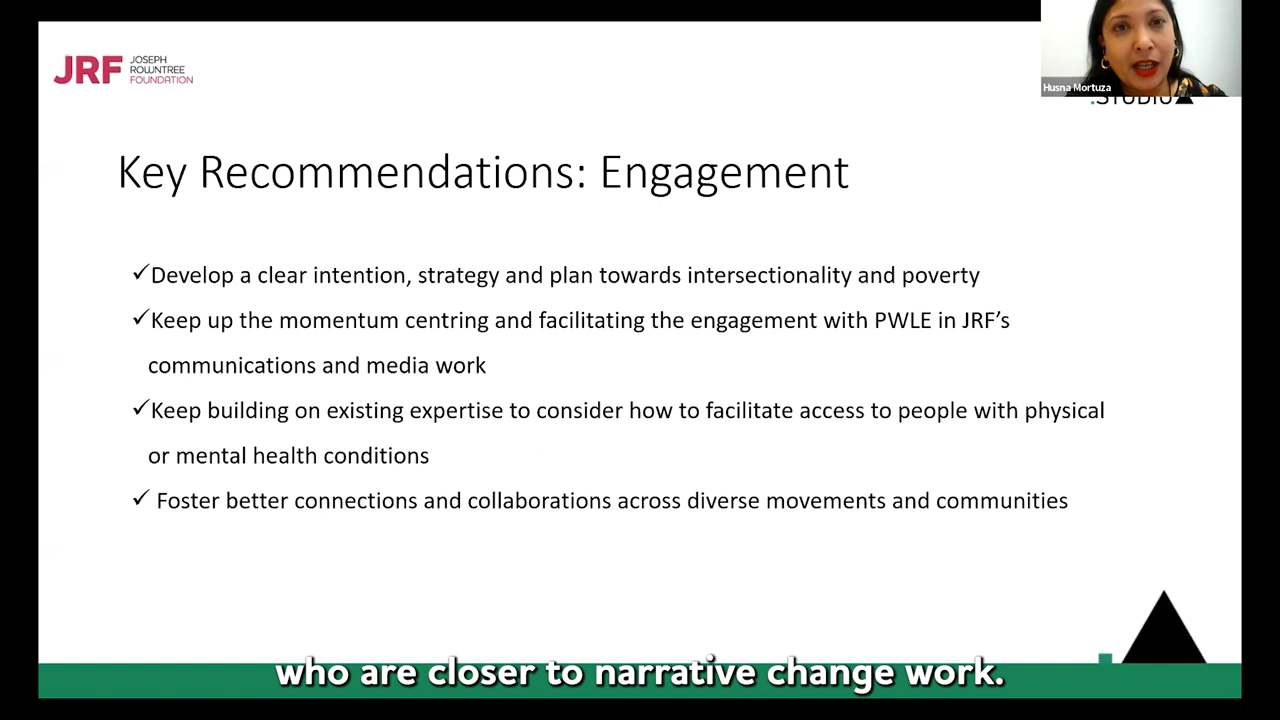 JRF JOSEPH
ROWNTREE
FOUNDATION
Husna Mortuza
.STUDIO
Key Recommendations: Engagement
✓Develop a clear intention, strategy and plan towards intersectionality and poverty
✓Keep up the momentum centring and facilitating the engagement with PWLE in JRF’s
communications and media work
✓Keep building on existing expertise to consider how to facilitate access to people with physical
or mental health conditions
✓ Foster better connections and collaborations across diverse movements and communities
who are closer to narrative change work.